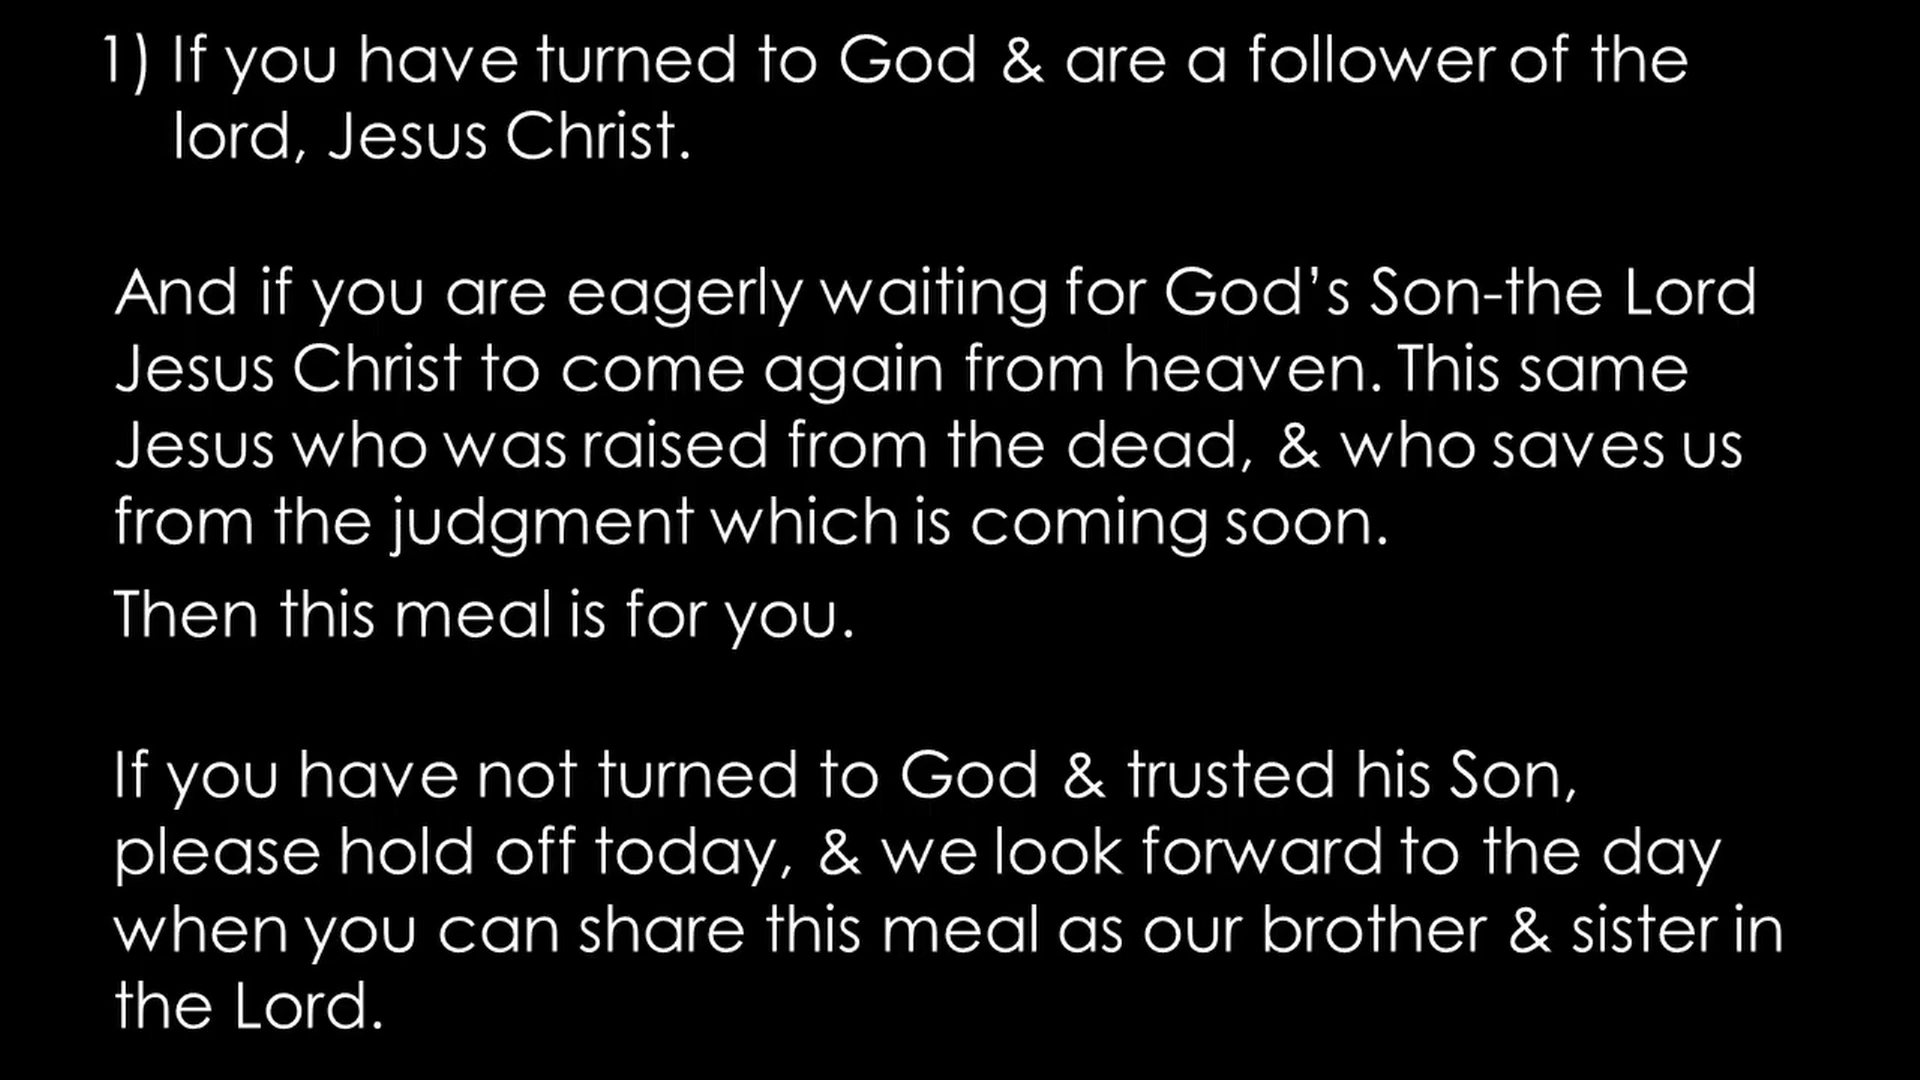 1) If you have turned to God & are a follower of the
lord, Jesus Christ.
And if you are eagerly waiting for God’s Son-the Lord
Jesus Christ to come again from heaven. This same
Jesus who was raised from the dead, & who saves us
from the judgment which is coming soon.
Then this meal is for you.
If you have not turned to God & trusted his Son,
please hold off today, & we look forward to the day
when you can share this meal as our brother & sister in
the Lord.